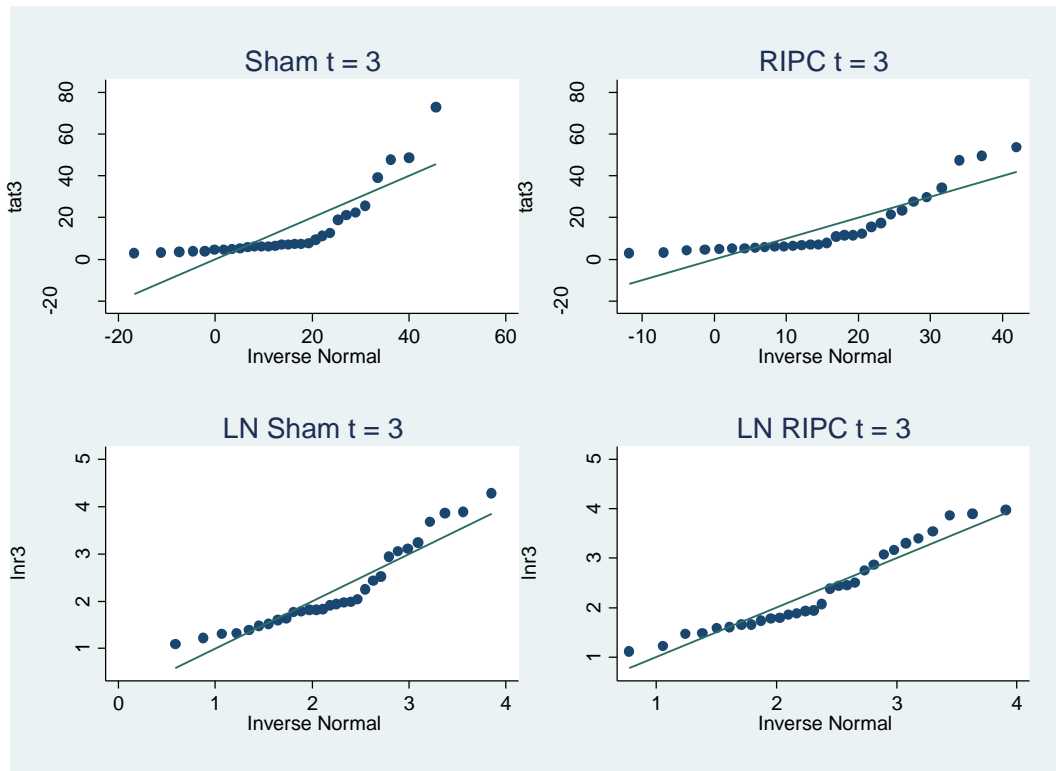 Sham t = 3
80
60
40
20
0
-20
tat3
-20 0 20 40 60
Inverse Normal
RIPC t = 3
80
60
40
20
0
-20
tat3
-10 0 10 20 30 40
Inverse Normal
LN Sham t = 3
5
4
3
2
1
lnr3
0 1 2 3 4
Inverse Normal
LN RIPC t = 3
5
4
3
2
1
lnr3
1 2 3 4
Inverse Normal